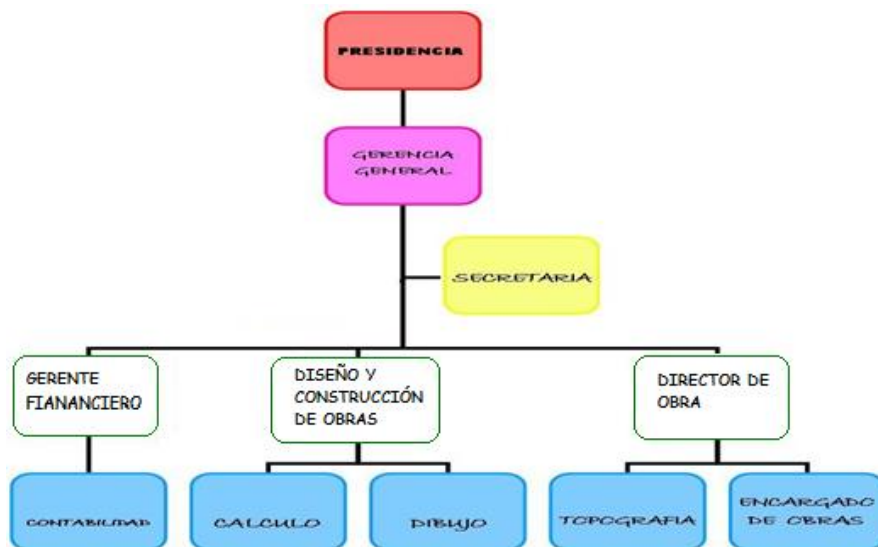 PRESIDENCIA
GERENCIA
GENERAL
SECRETARIA
GERENTE
FIANANCIERO
DISEÑO Y
CONSTRUCCIÓN
DE OBRAS
DIRECTOR DE
OBRA
CONTABILIDAD
CALCULO
DIBUJO
TOPOGRAFIA
ENCARGADO
DE OBRAS